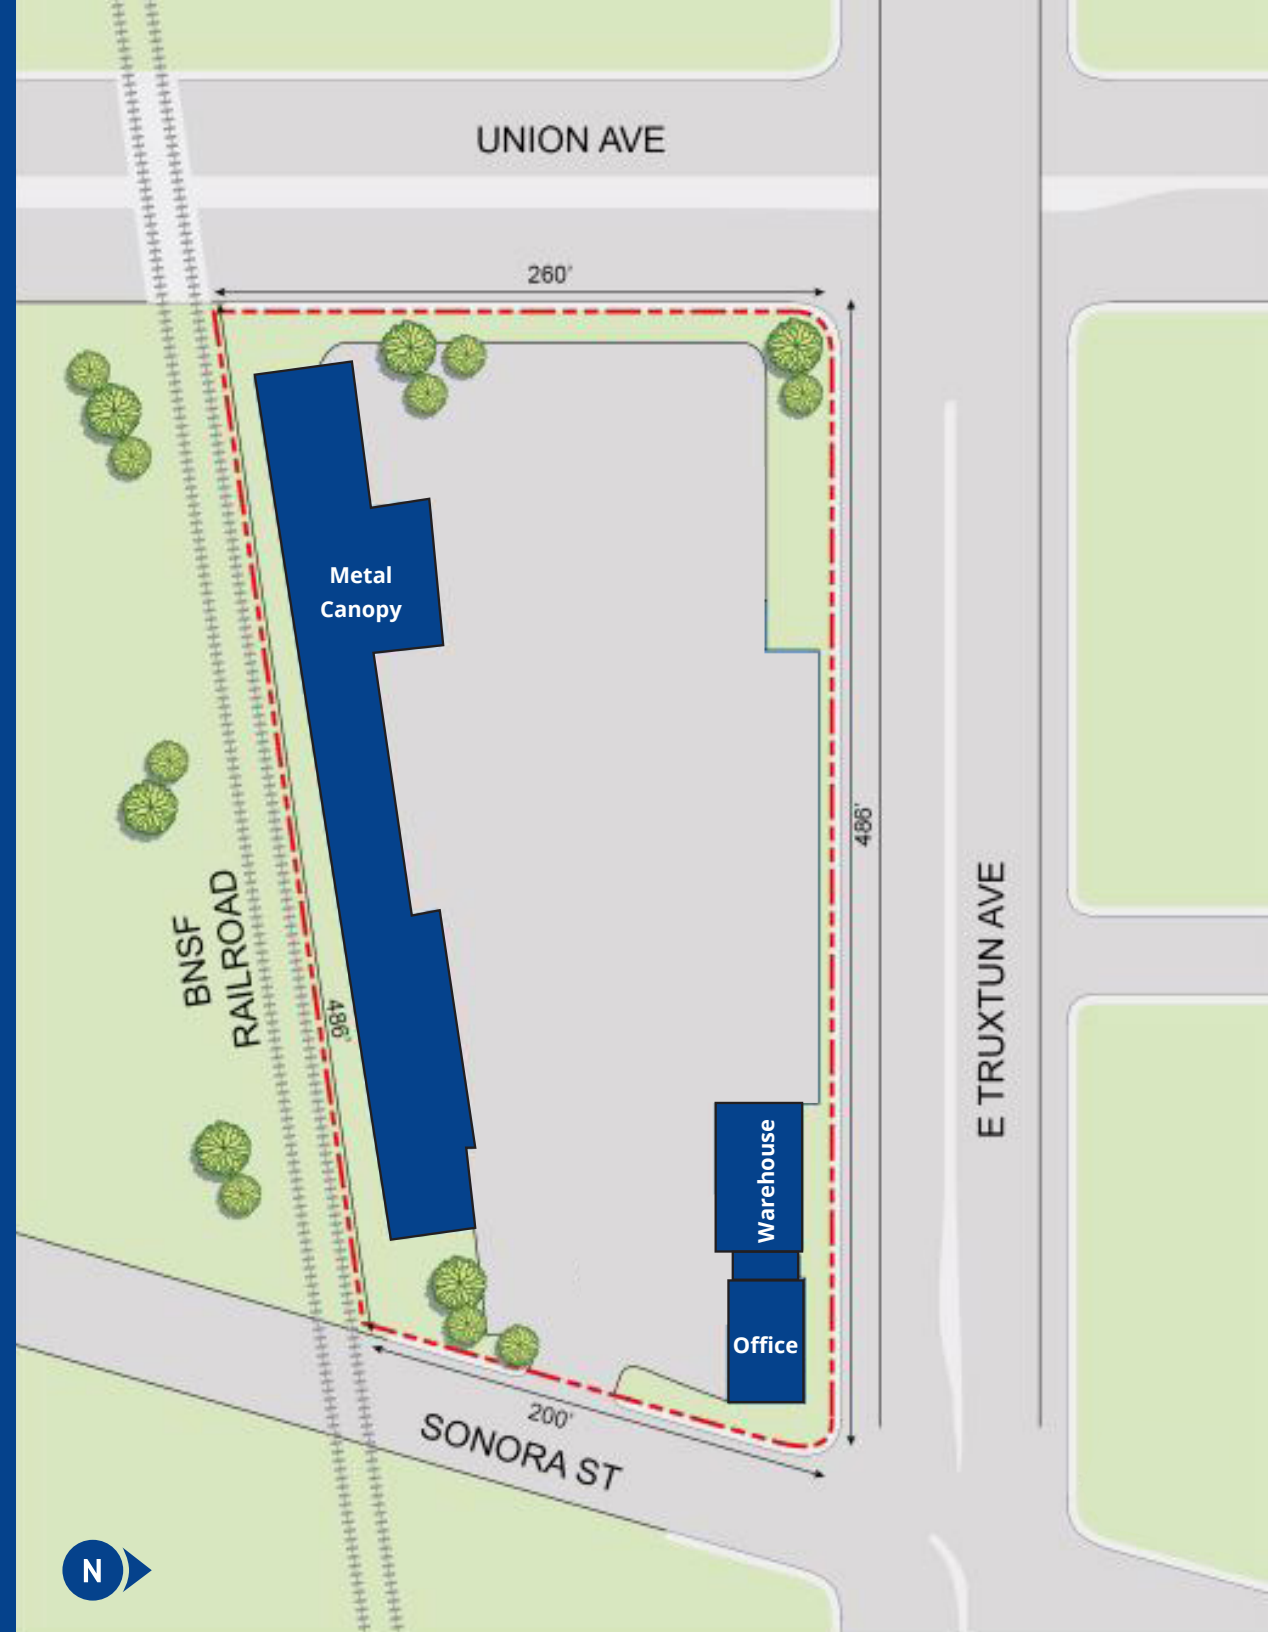 UNION AVE
260'
Metal
Canopy
486'
E TRUXTUN AVE
BNSF
RAILROAD
486'
Warehouse
Office
200'
SONORA ST
N